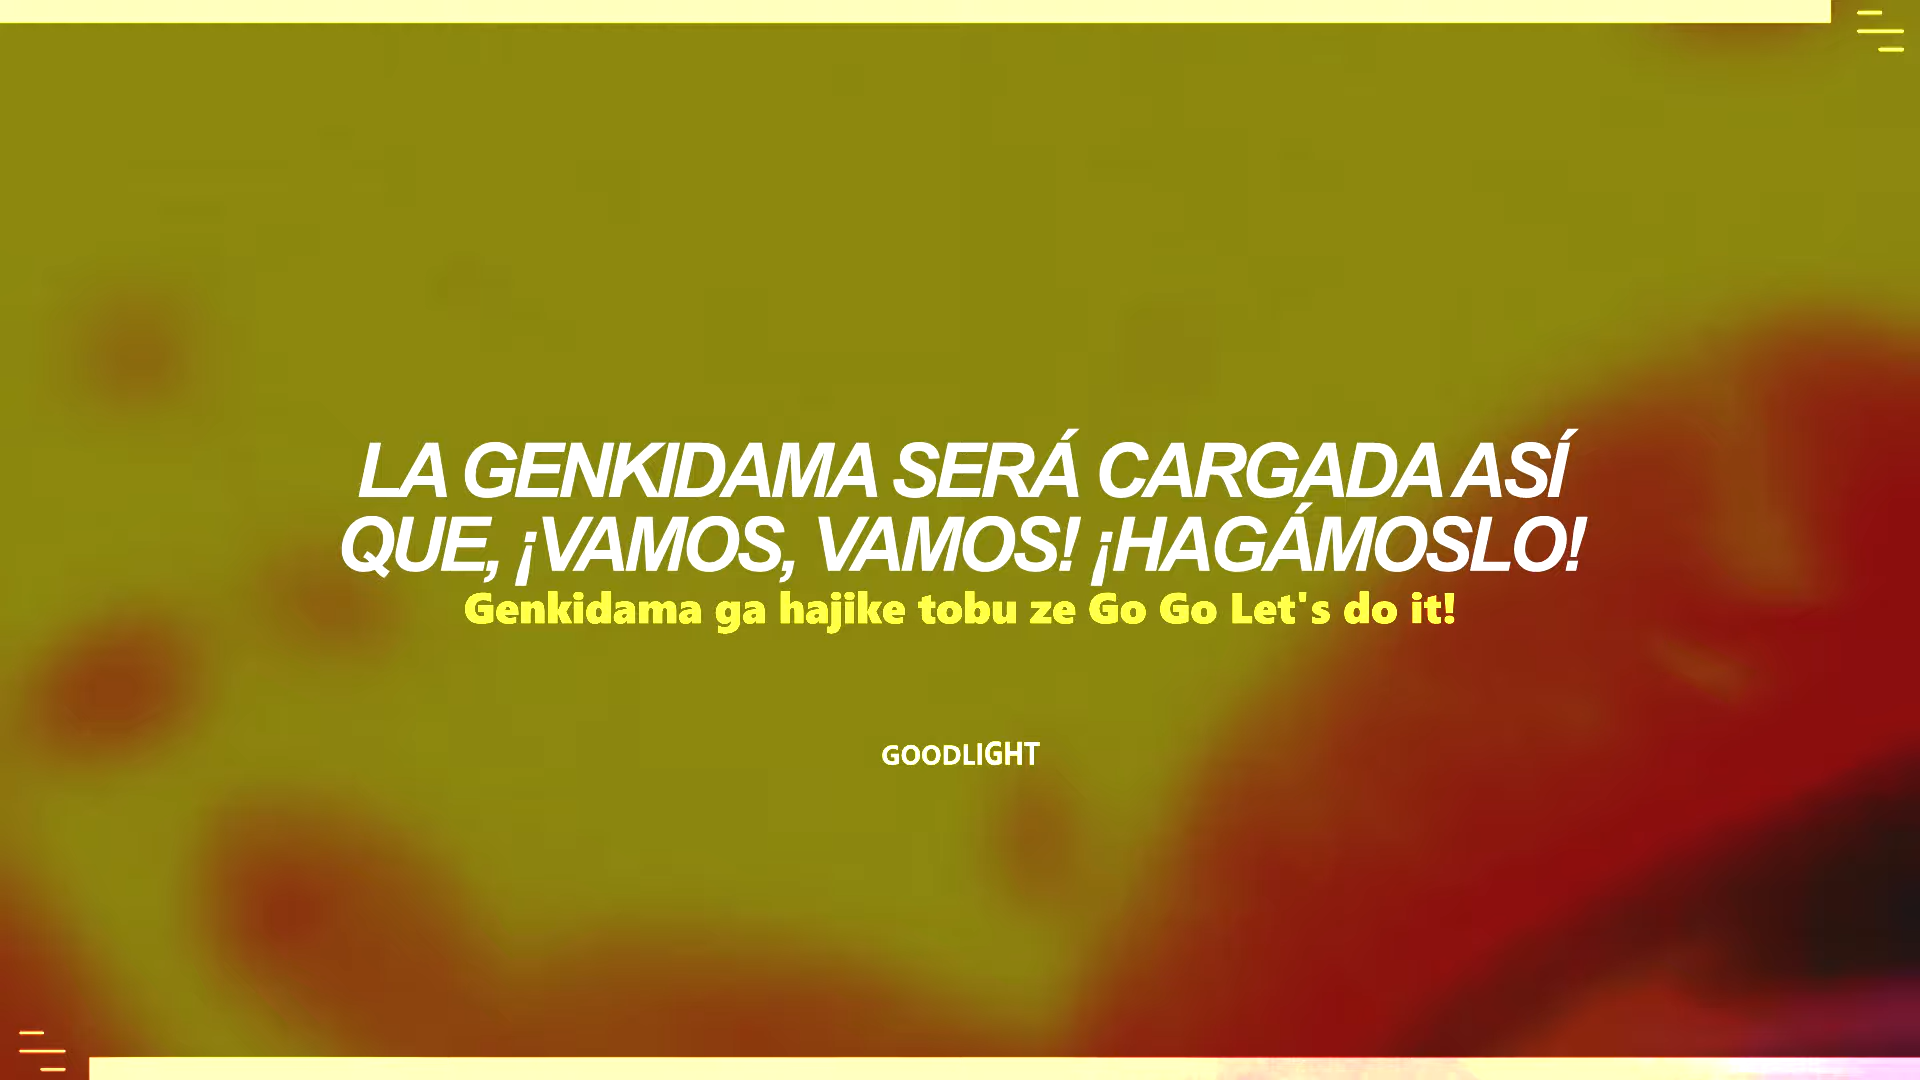 LA GENKIDAMA SERÁ CARGADA ASÍ
QUE, ¡VAMOS, VAMOS! ¡HAGÁMOSLO!
Genkidama ga hajike tobu ze Go Go Let's do it!
GOODLIGHT